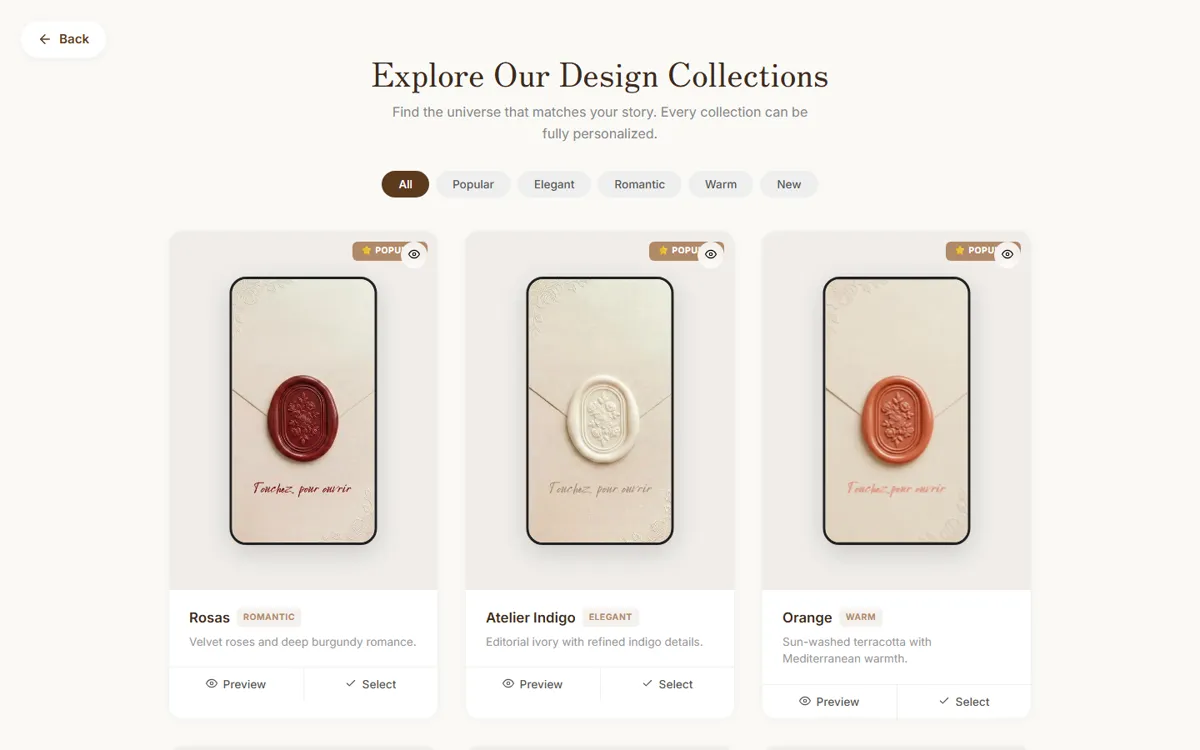 Back
Explore Our Design Collections
Find the universe that matches your story. Every collection can be
fully personalized.
All
Popular
Elegant
Romantic
Warm
New
Touchez pour ouvrir
Touchez pour ouvrir
Touchez pour ouvrir
Rosas ROMANTIC
Velvet roses and deep burgundy romance.
Preview
Select
Atelier Indigo ELEGANT
Editorial ivory with refined indigo details.
Preview
Select
Orange WARM
Sun-washed terracotta with
Mediterranean warmth.
Preview
Select